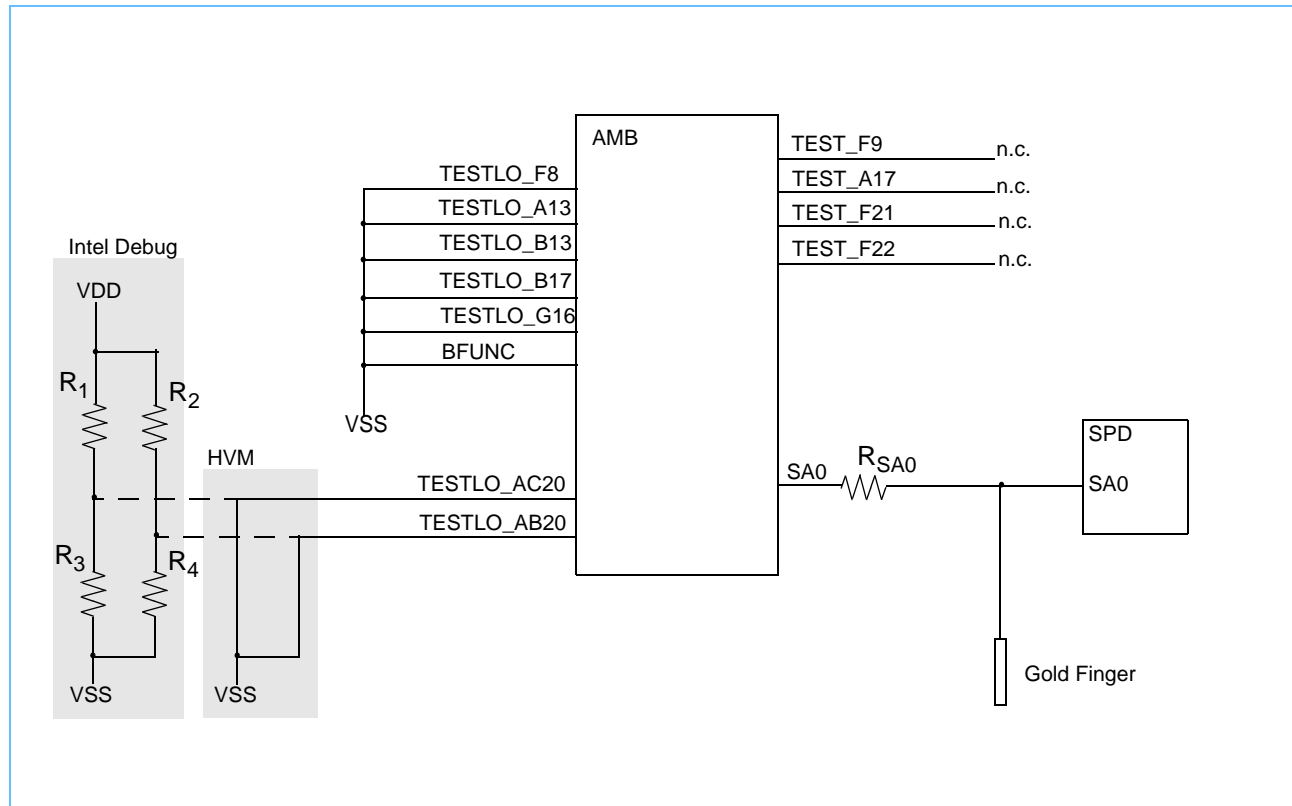 AMB
TESTLO_F8
TESTLO_A13
TESTLO_B13
TESTLO_B17
TESTLO_G16
BFUNC
VSS
TEST_F9
n.c.
TEST_A17
n.c.
TEST_F21
n.c.
TEST_F22
n.c.
Intel Debug
VDD
R1
R2
R3
R4
VSS
HVM
VSS
TESTLO_AC20
TESTLO_AB20
SA0
RSA0
SPD
SA0
Gold Finger